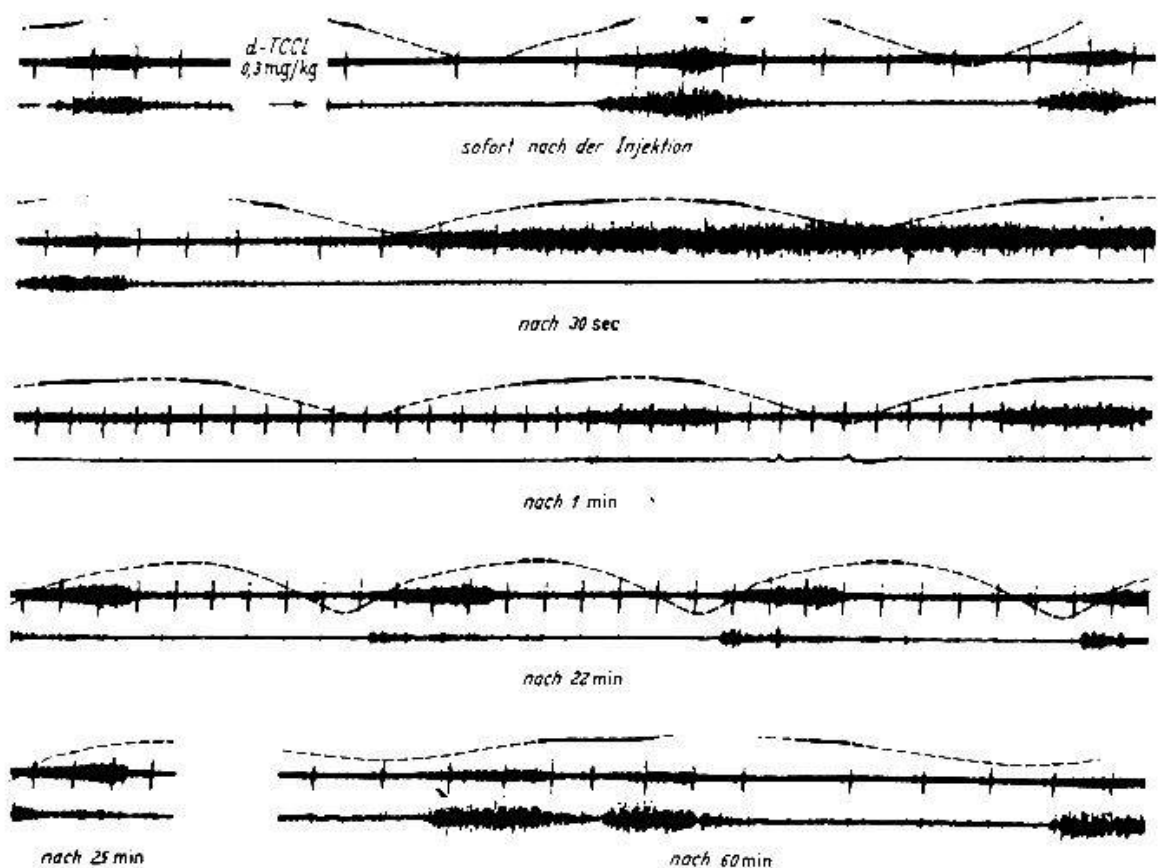 d-TCCL
0,3 mg/kg
sofort nach der Injektion
nach 30 sec
nach 1 min
nach 22 min
nach 25 min
nach 60 min